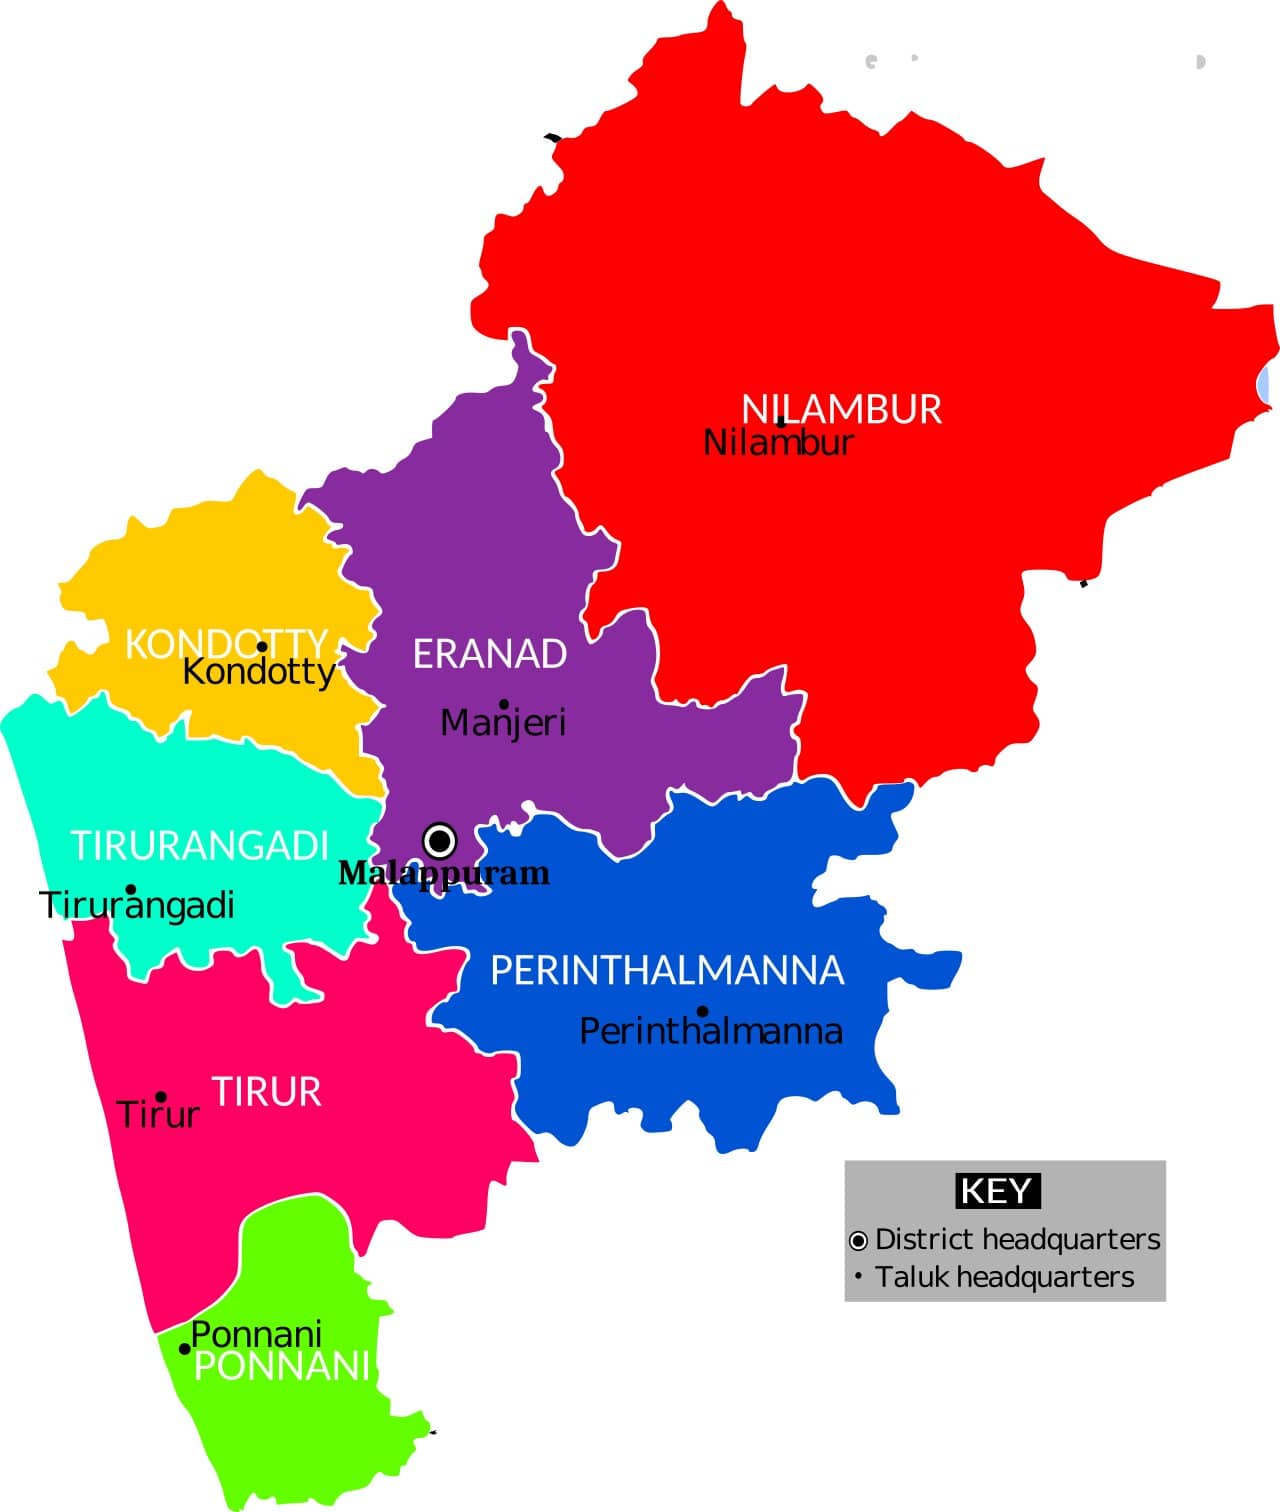 NILAMBUR
Nilambur
KONDOTTY
Kondotty
ERANAD
Manjeri
TIRURANGADI
Tirurangadi
Malappuram
PERINTHALMANNA
Perinthalmanna
TIRUR
Tirur
KEY
District headquarters
Taluk headquarters
Ponnani
PONNANI